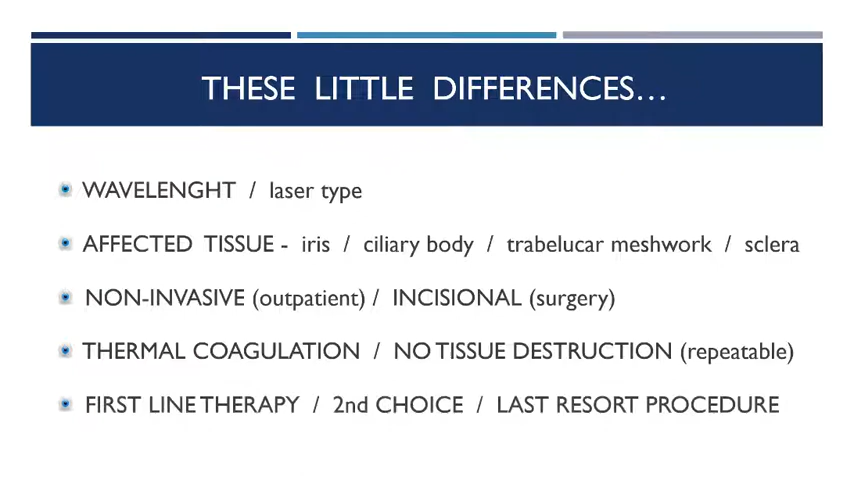 THESE LITTLE DIFFERENCES...
WAVELENGHT / laser type
AFFECTED TISSUE - iris / ciliary body / trabelucar meshwork / sclera
NON-INVASIVE (outpatient) / INCISIONAL (surgery)
THERMAL COAGULATION / NO TISSUE DESTRUCTION (repeatable)
FIRST LINE THERAPY / 2nd CHOICE / LAST RESORT PROCEDURE